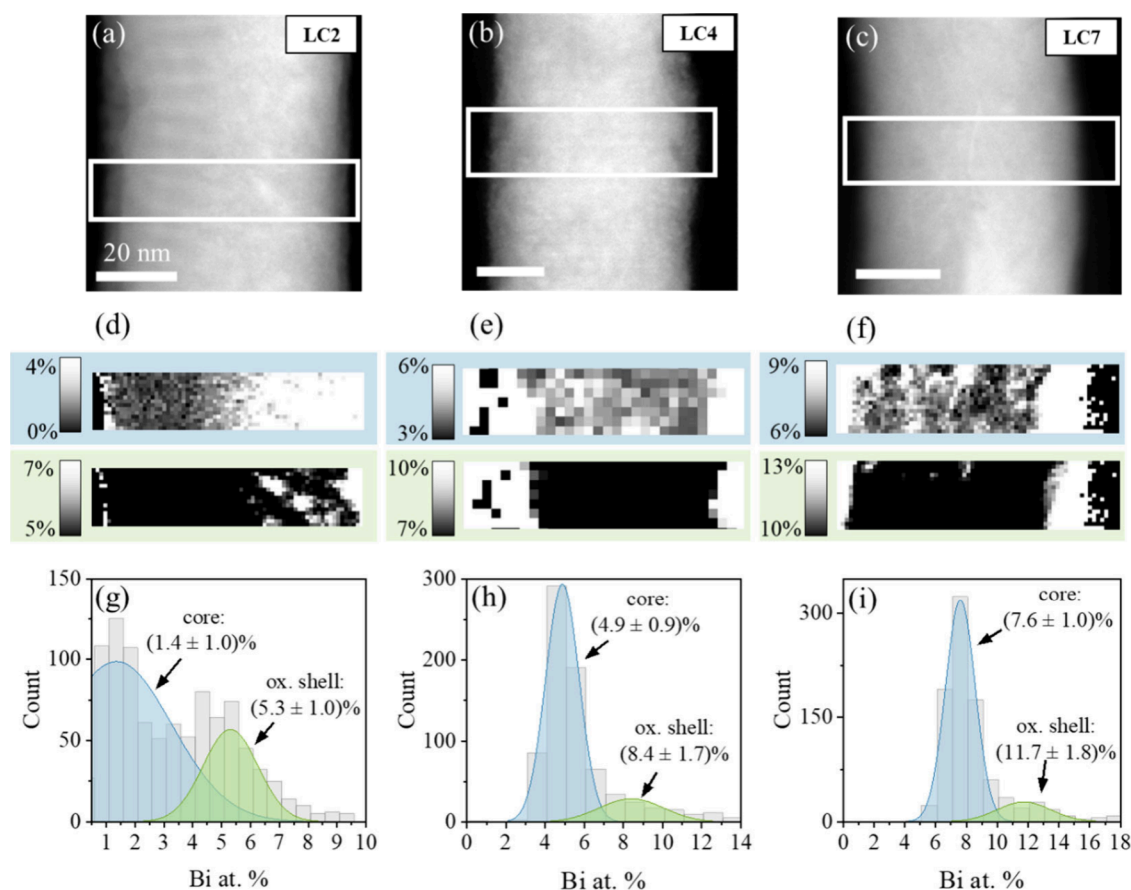 (a) LC2
(b) LC4
(c) LC7
20 nm
(d)
(e)
(f)
4%
0%
6%
3%
9%
6%
7%
5%
10%
7%
13%
10%
(g)
150
100
50
0
Count
core:
(1.4 ± 1.0)%
ox. shell:
(5.3 ± 1.0)%
1 2 3 4 5 6 7 8 9 10
Bi at. %
(h)
300
200
100
0
Count
core:
(4.9 ± 0.9)%
ox. shell:
(8.4 ± 1.7)%
0 2 4 6 8 10 12 14
Bi at. %
(i)
300
150
0
Count
core:
(7.6 ± 1.0)%
ox. shell:
(11.7 ± 1.8)%
0 2 4 6 8 10 12 14 16 18
Bi at. %